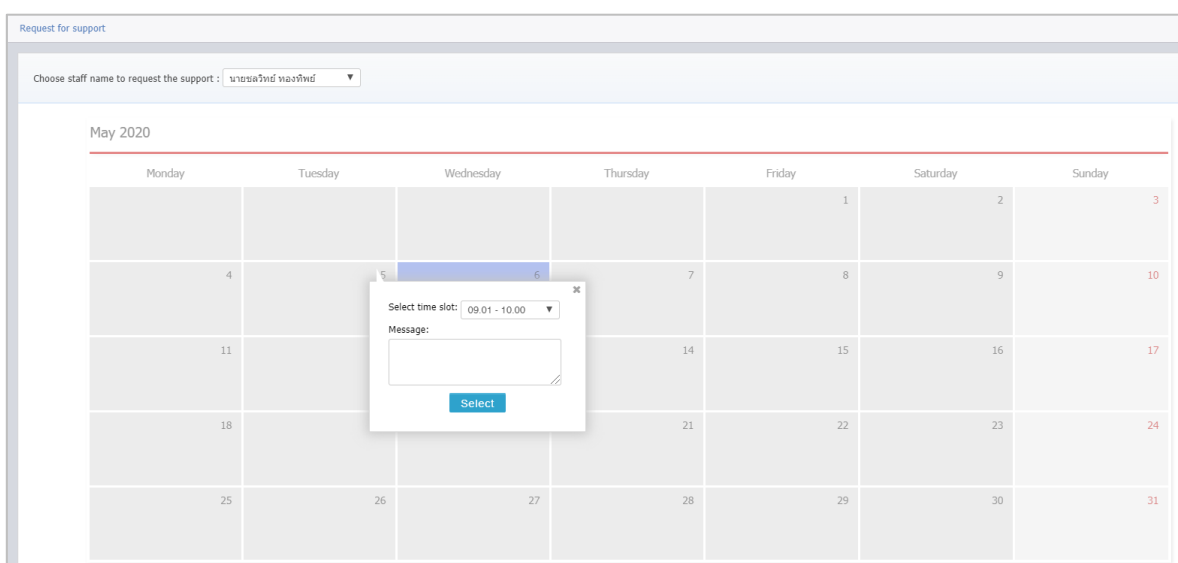 Request for support
Choose staff name to request the support : นายชลวิทย์ ทองทิพย์ ▼
May 2020
Monday Tuesday Wednesday Thursday Friday Saturday Sunday
1 2 3
4 5 6 7 8 9 10
Select time slot: 09.01 - 10.00 ▼
Message:
11 14 15 16 17
Select
18 21 22 23 24
25 26 27 28 29 30 31